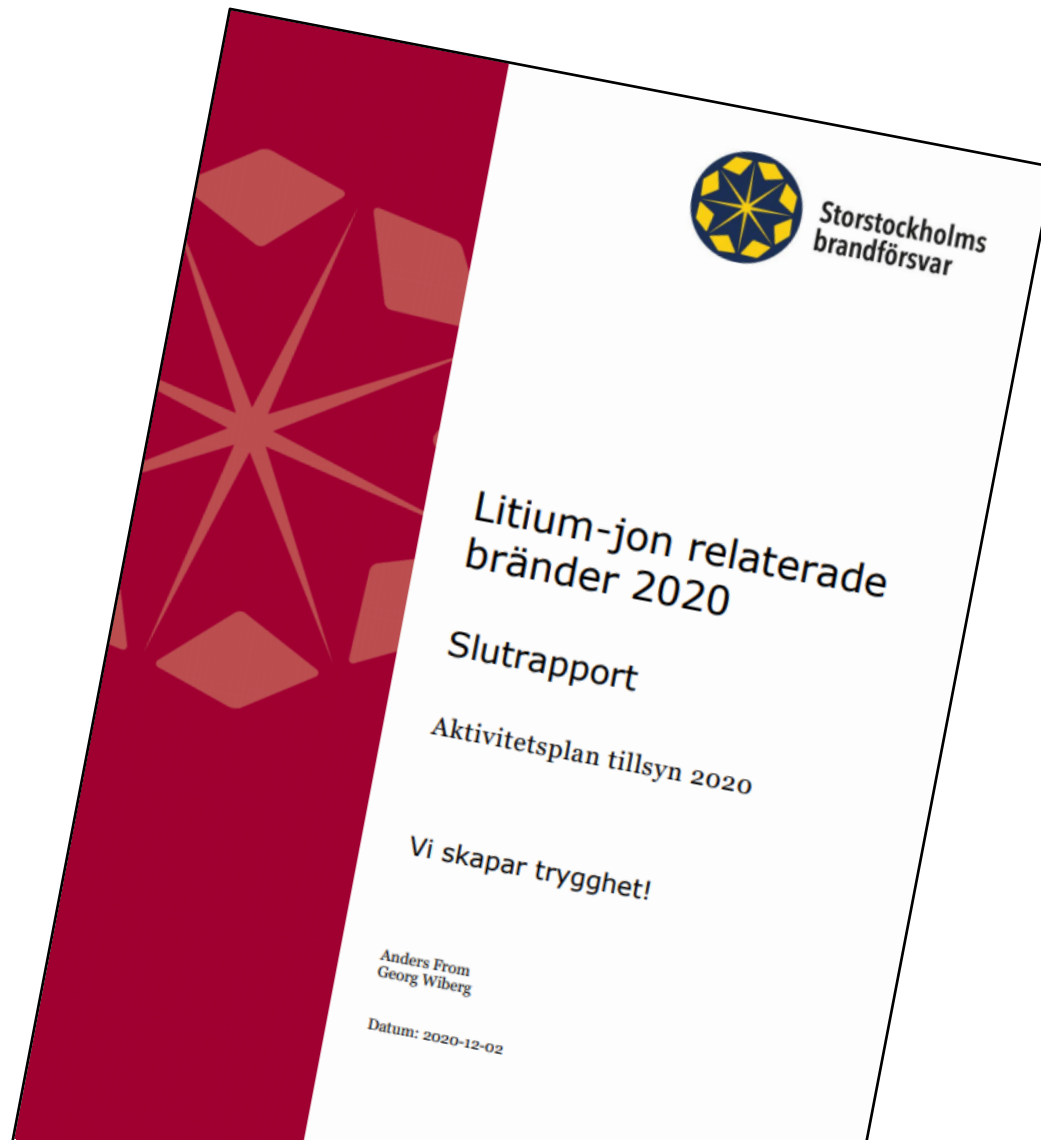 Storstockholms
brandförsvar
Litium-jon relaterade
bränder 2020
Slutrapport
Aktivitetsplan tillsyn 2020
Vi skapar trygghet!
Anders From
Georg Wiberg
Datum: 2020-12-02